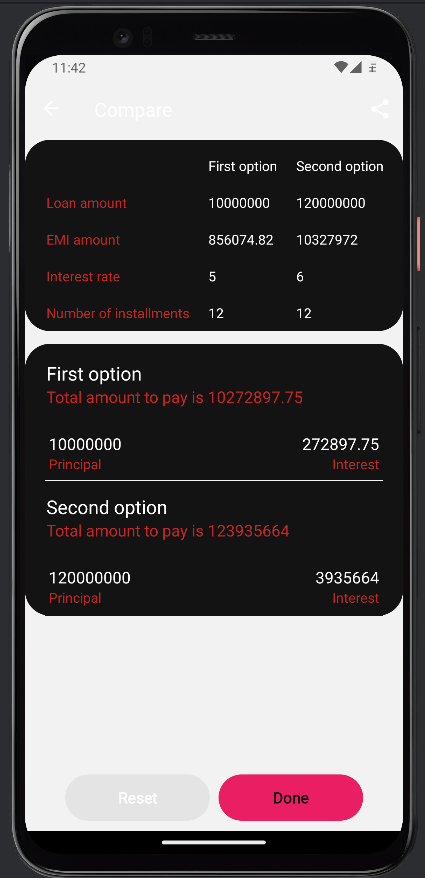 11:42
Compare
First option Second option
Loan amount 10000000 120000000
EMI amount 856074.82 10327972
Interest rate 5 6
Number of installments 12 12
First option
Total amount to pay is 10272897.75
10000000 272897.75
Principal Interest
Second option
Total amount to pay is 123935664
120000000 3935664
Principal Interest
Reset Done